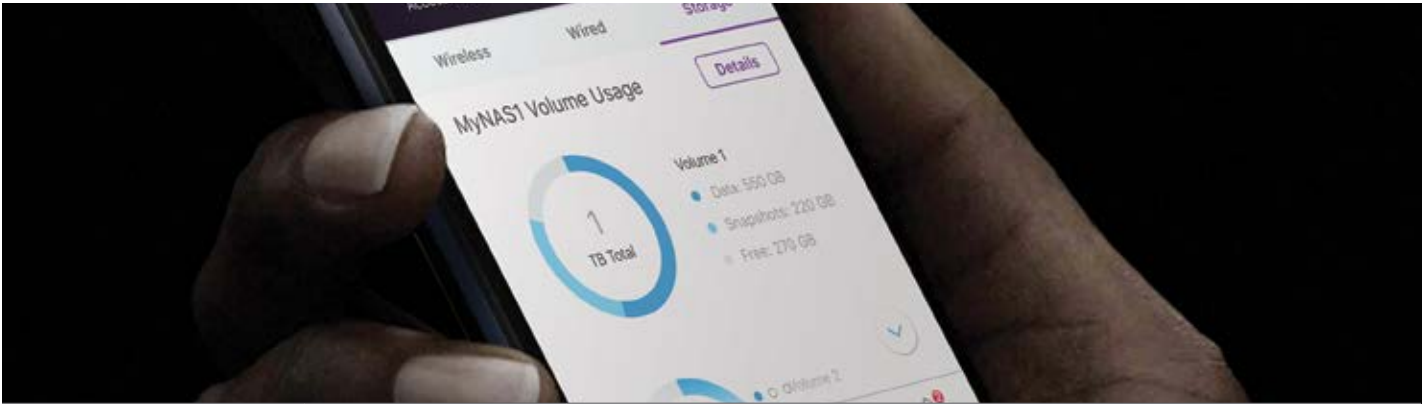 Wireless
Wired
Storage
MyNAS1 Volume Usage
Details
1
TB Total
Volume 1
Data: 550 GB
Snapshots: 220 GB
Free: 270 GB
2